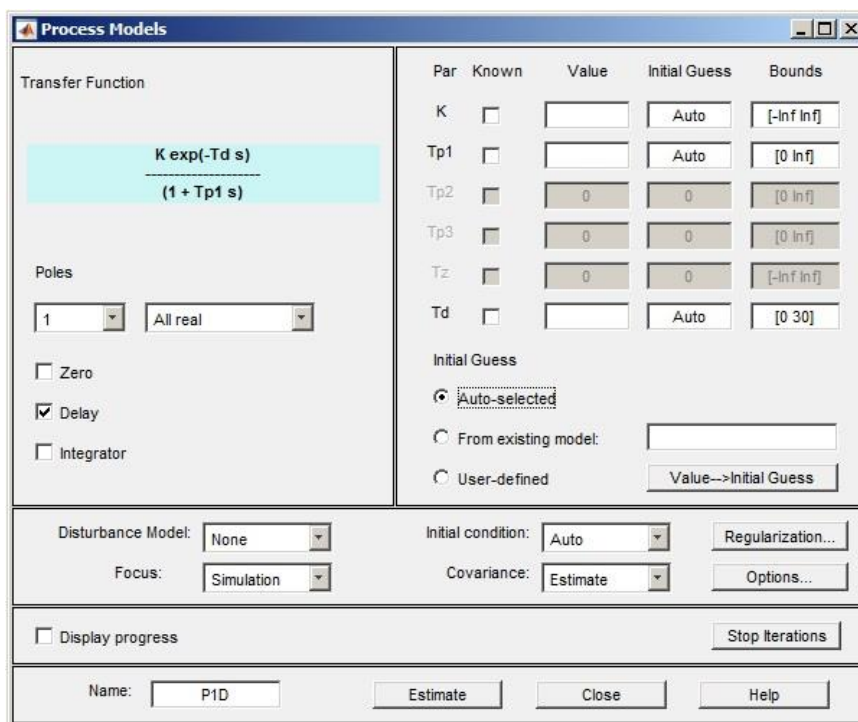 Process Models
Transfer Function
K exp(-Td s)
--------------------
(1 + Tp1 s)
Poles
1 All real
Zero
Delay
Integrator
Par Known Value Initial Guess Bounds
K Auto [-Inf Inf]
Tp1 Auto [0 Inf]
Tp2 0 0 [0 Inf]
Tp3 0 0 [0 Inf]
Tz 0 0 [-Inf Inf]
Td Auto [0 30]
Initial Guess
Auto-selected
From existing model:
User-defined Value-->Initial Guess
Disturbance Model: None Initial condition: Auto Regularization...
Focus: Simulation Covariance: Estimate Options...
Display progress Stop Iterations
Name: P1D Estimate Close Help